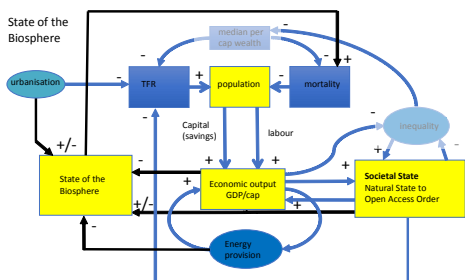 State of the
Biosphere
median per
cap wealth
-
-
+
urbanisation
-
TFR
+
population
-
mortality
Capital
(savings)
labour
inequality
+/-
-
+
+
+
+
+
-
State of the
Biosphere
Economic output
GDP/cap
Societal State
Natural State to
Open Access Order
+/-
+
+
+
-
Energy
provision